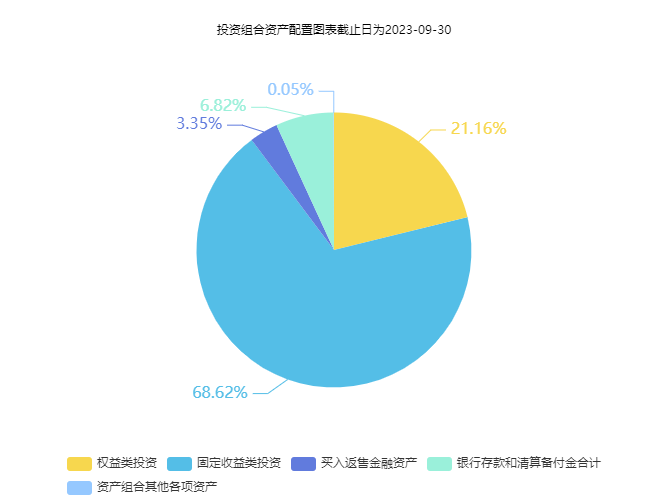 投资组合资产配置图表截止日为2023-09-30
0.05%
6.82%
3.35%
21.16%
68.62%
权益类投资 固定收益类投资 买入返售金融资产 银行存款和清算备付金合计
资产组合其他各项资产